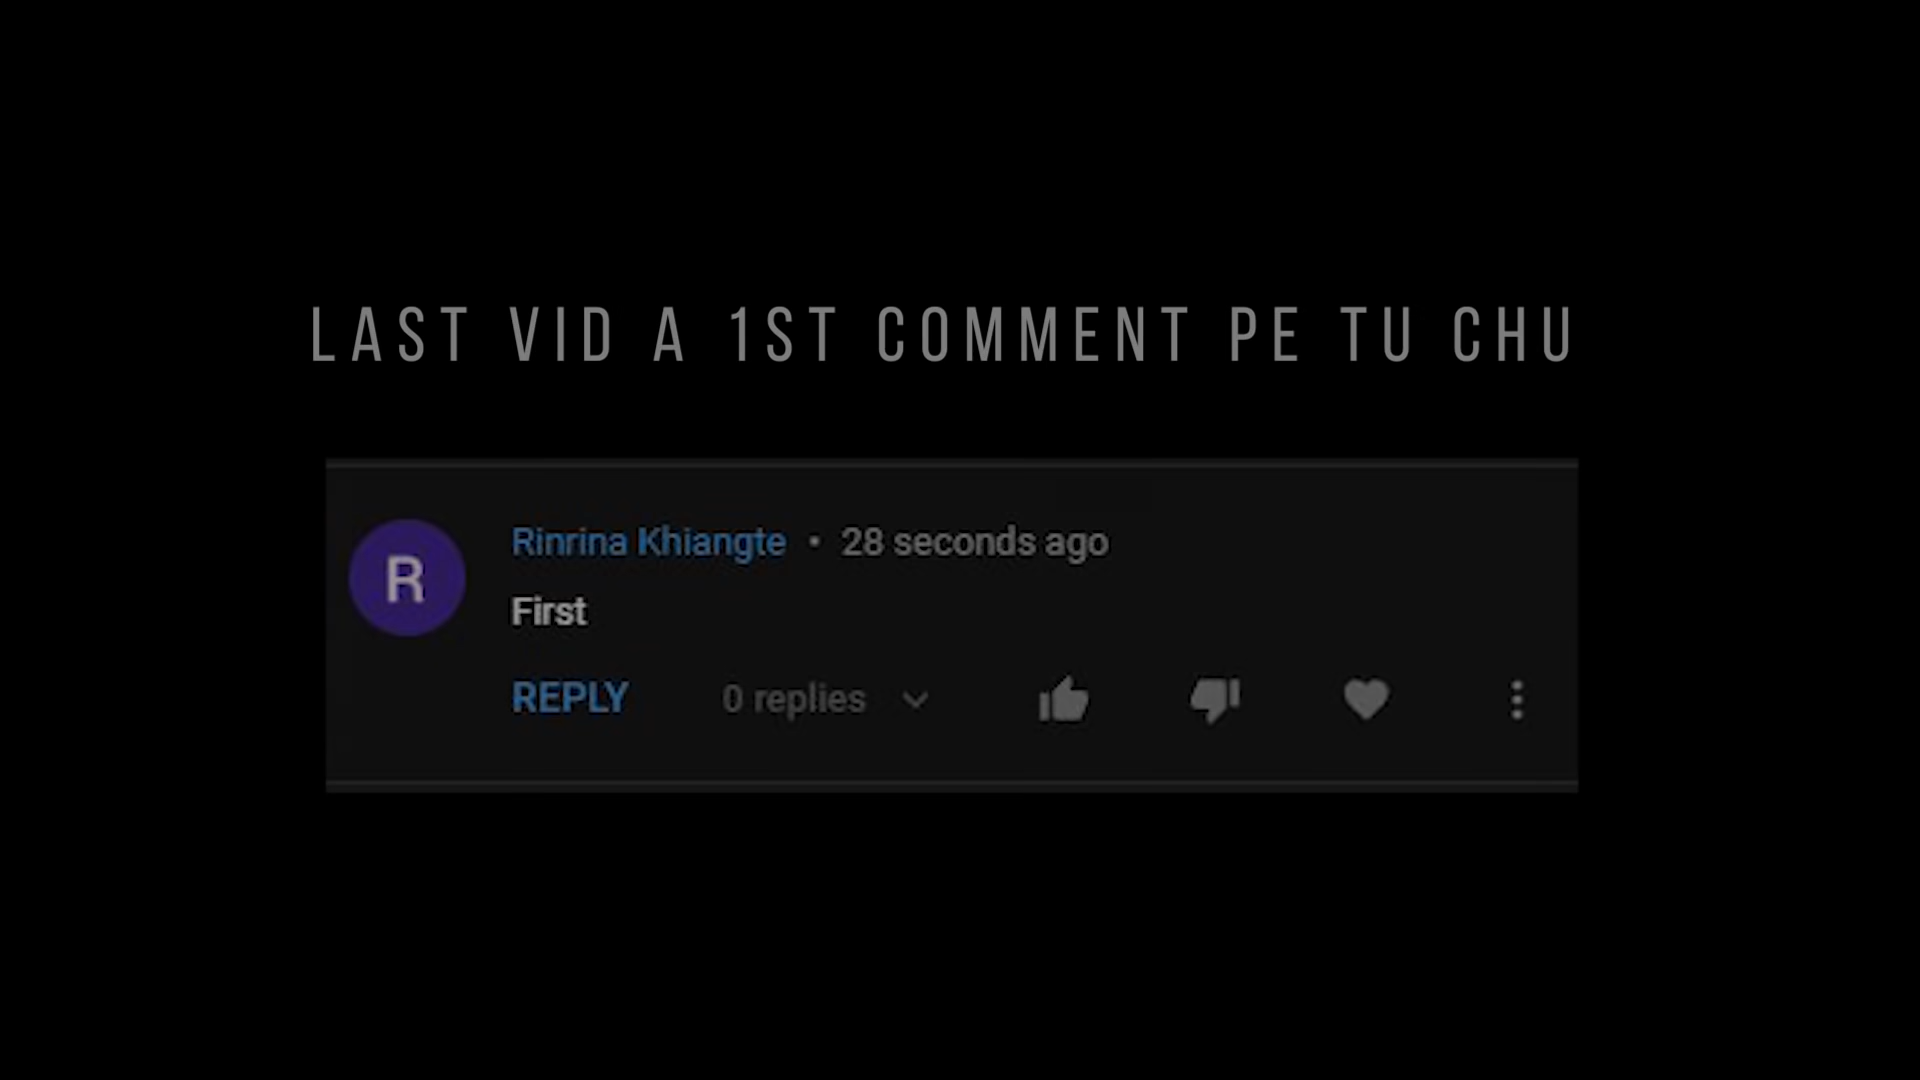 LAST VID A 1ST COMMENT PE TU CHU
R
Rinrina Khiangte • 28 seconds ago
First
REPLY 0 replies